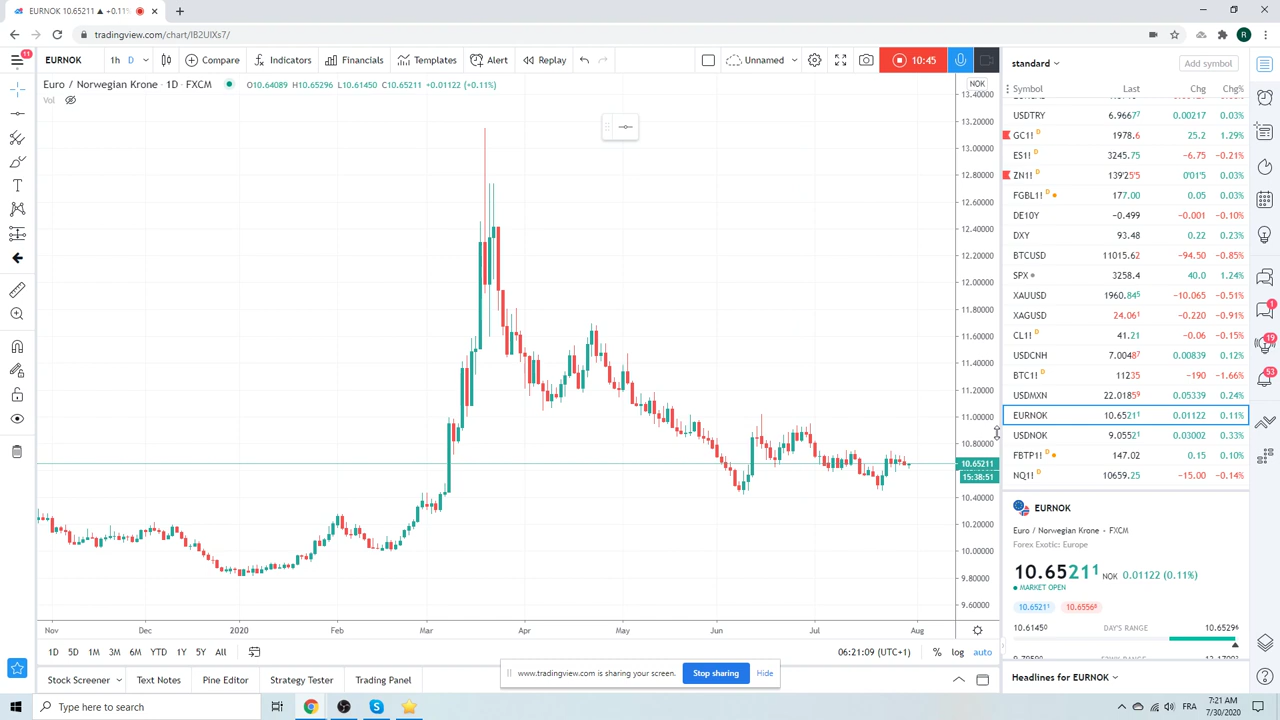 EURNOK 10.65211 ▲ +0.11%
tradingview.com/chart/IB2UIXs7/
R
11
EURNOK
1h D
Compare
Indicators
Financials
Templates
Alert
Replay
Unnamed
10:45
standard
Add symbol
Euro / Norwegian Krone · 1D · FXCM
O10.64089 H10.65296 L10.61450 C10.65211 +0.01122 (+0.11%)
Vol
NOK
Symbol Last Chg Chg%
USDTRY 6.9667⁷ 0.00217 0.03%
GC1! D 1978.6 25.2 1.29%
ES1! D 3245.75 −6.75 −0.21%
ZN1! D 139'25'5 0'01'5 0.03%
FGBL1! D 177.00 0.05 0.03%
DE10Y −0.499 −0.001 −0.10%
DXY 93.48 0.22 0.23%
BTCUSD 11015.62 −94.50 −0.85%
SPX 3258.4 40.0 1.24%
XAUUSD 1960.84⁵ −10.065 −0.51%
XAGUSD 24.06¹ −0.220 −0.91%
CL1! D 41.21 −0.06 −0.15%
USDCNH 7.0048⁷ 0.00839 0.12%
BTC1! D 11235 −190 −1.66%
USDMXN 22.0185⁹ 0.05339 0.24%
EURNOK 10.6521¹ 0.01122 0.11%
USDNOK 9.0552¹ 0.03002 0.33%
FBTP1! D 147.02 0.15 0.10%
NQ1! D 10659.25 −15.00 −0.14%
1
19
53
13.40000
13.20000
13.00000
12.80000
12.60000
12.40000
12.20000
12.00000
11.80000
11.60000
11.40000
11.20000
11.00000
10.80000
10.65211
15:38:51
10.40000
10.20000
10.00000
9.80000
9.60000
Nov Dec 2020 Feb Mar Apr May Jun Jul Aug
EURNOK
Euro / Norwegian Krone • FXCM
Forex Exotic: Europe
10.65211 NOK 0.01122 (0.11%)
MARKET OPEN
10.6521¹ 10.6556³
10.61450 DAY'S RANGE 10.65296
Headlines for EURNOK
1D 5D 1M 3M 6M YTD 1Y 5Y All
06:21:09 (UTC+1) % log auto
Stock Screener
Text Notes
Pine Editor
Strategy Tester
Trading Panel
www.tradingview.com is sharing your screen.
Stop sharing
Hide
Type here to search
FRA
7:21 AM
7/30/2020